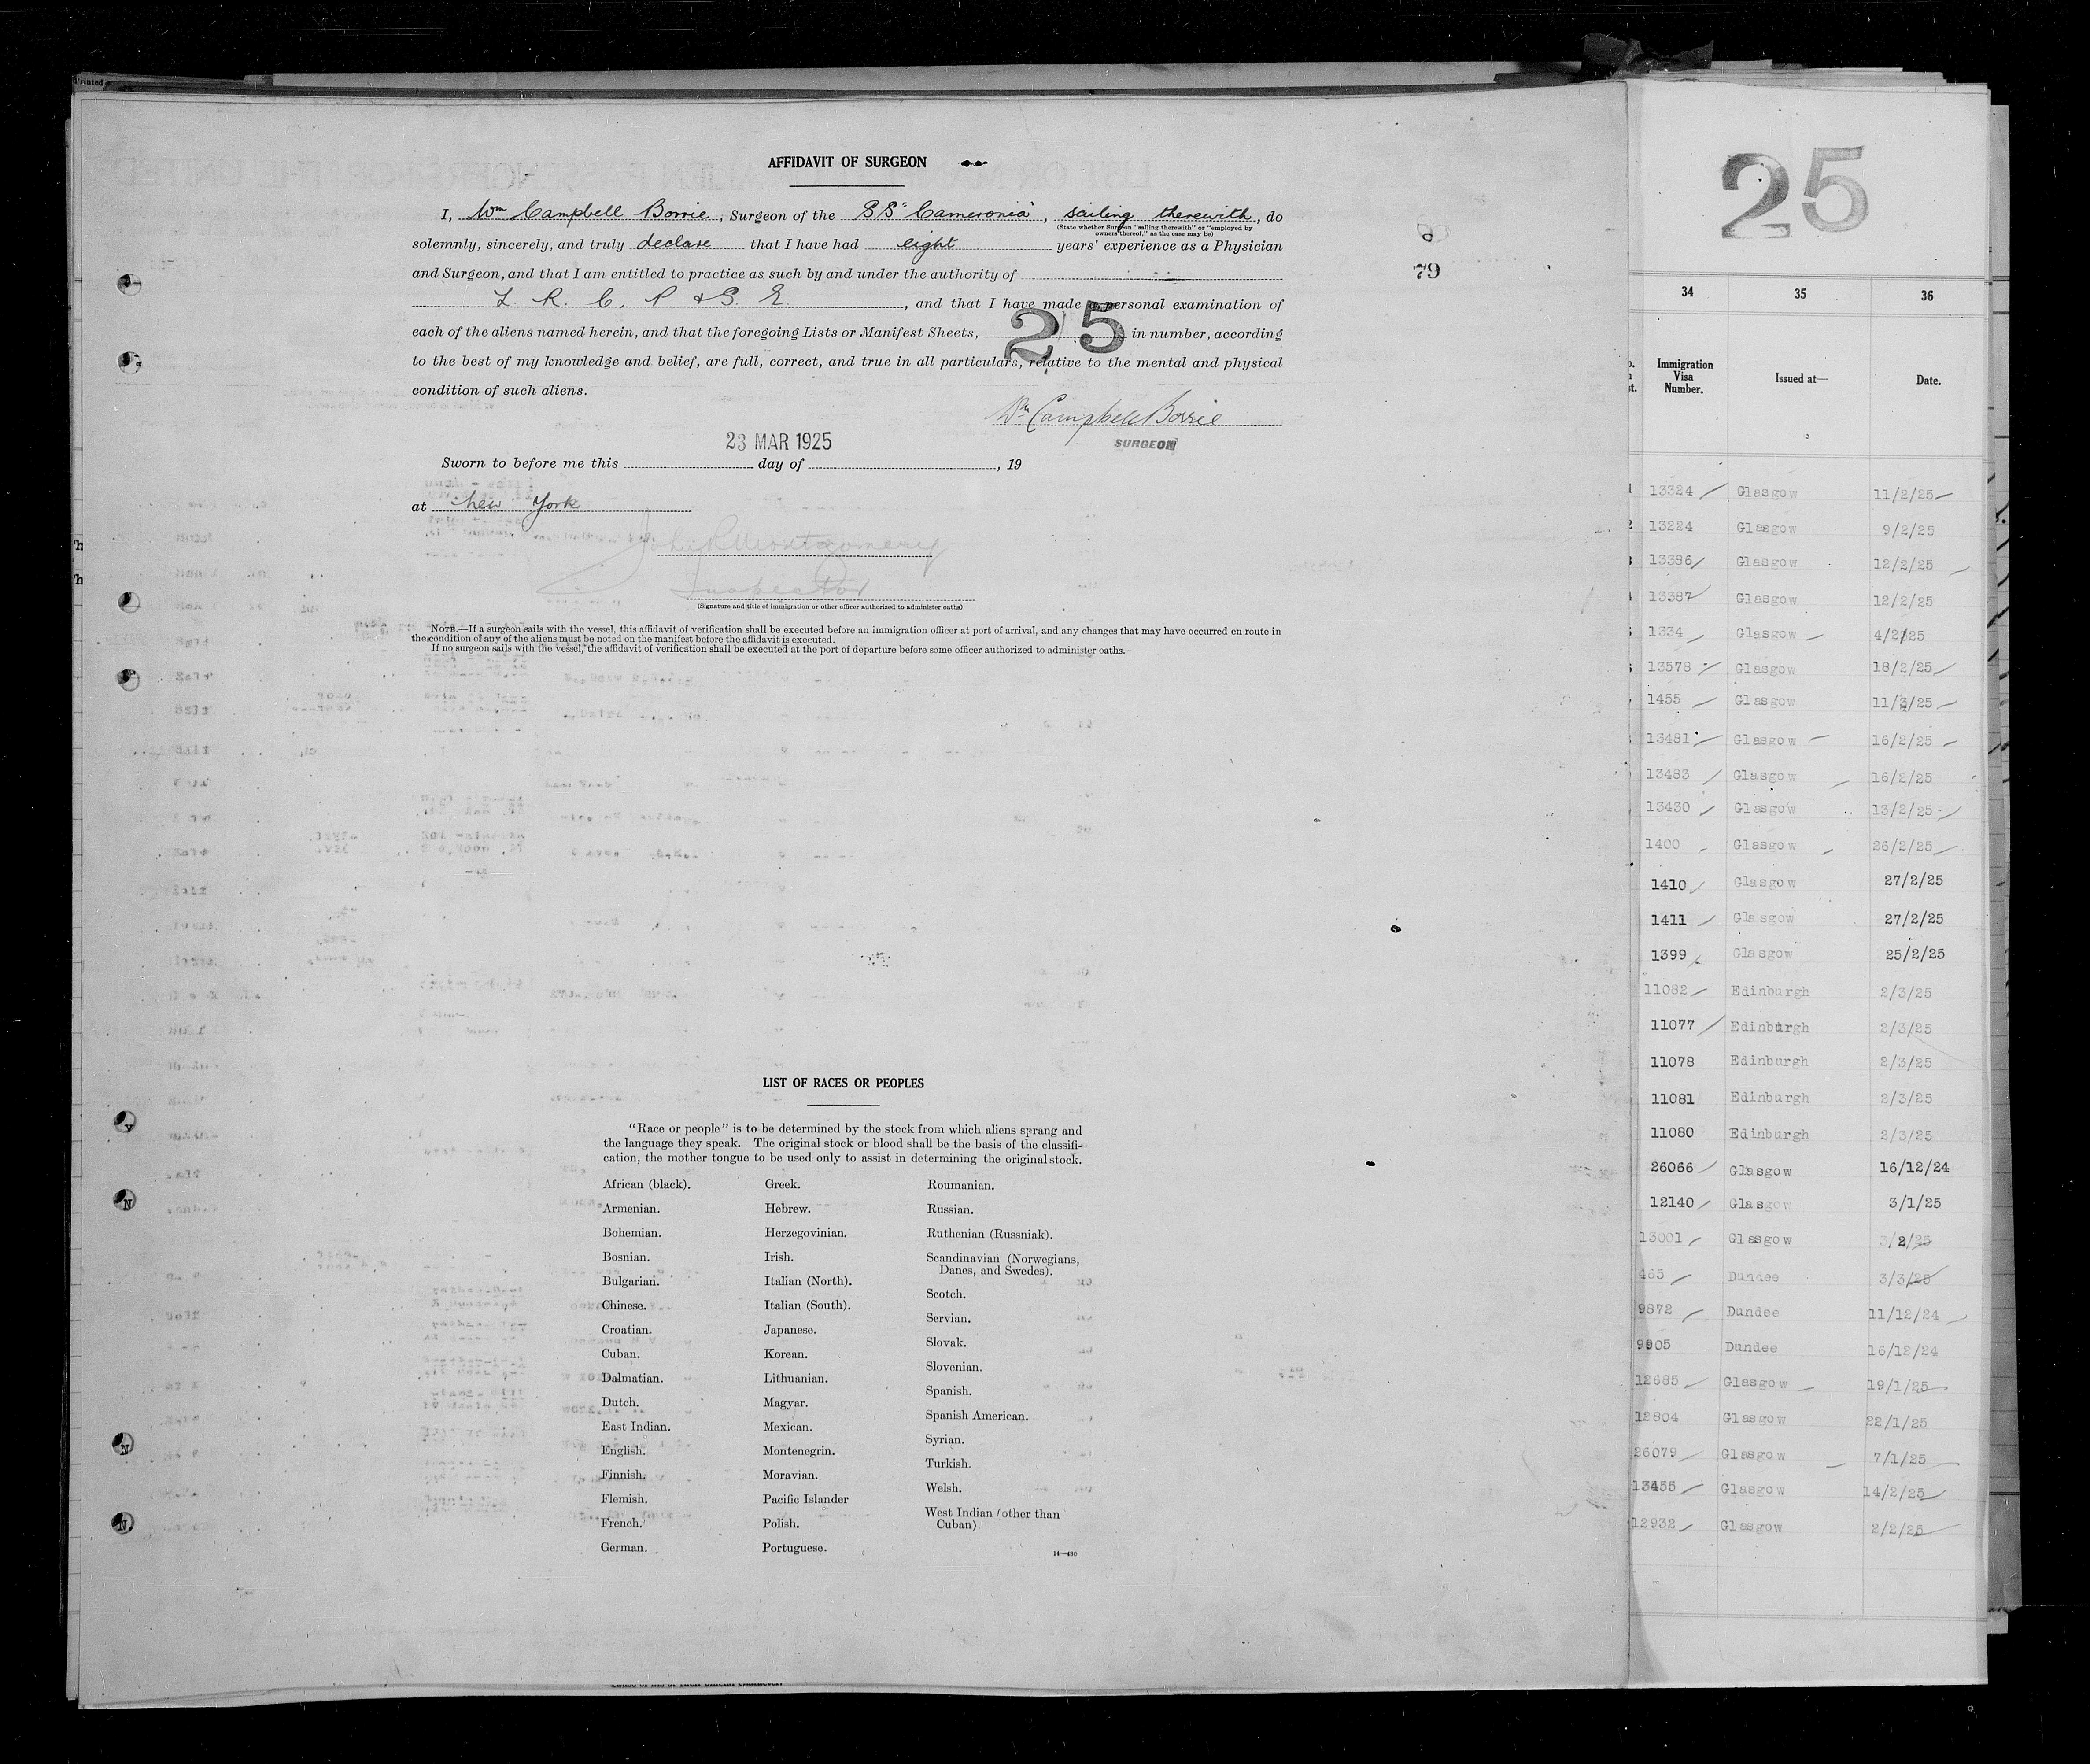 Printed
AFFIDAVIT OF SURGEON
I, Wm Campbell Borrie, Surgeon of the SS "Cameronia", sailing therewith, do
(State whether Surgeon "sailing therewith" or "employed by
owners thereof," as the case may be)
solemnly, sincerely, and truly declare that I have had eight years' experience as a Physician
and Surgeon, and that I am entitled to practice as such by and under the authority of
L. R. C. P & S. E., and that I have made a personal examination of
each of the aliens named herein, and that the foregoing Lists or Manifest Sheets, 25 in number, according
to the best of my knowledge and belief, are full, correct, and true in all particulars, relative to the mental and physical
condition of such aliens.
Wm Campbell Borrie
SURGEON
23 MAR 1925
Sworn to before me this day of , 19
at New York
John R Montgomery
Inspector
(Signature and title of immigration or other officer authorized to administer oaths)
NOTE.—If a surgeon sails with the vessel, this affidavit of verification shall be executed before an immigration officer at port of arrival, and any changes that may have occurred en route in
the condition of any of the aliens must be noted on the manifest before the affidavit is executed.
If no surgeon sails with the vessel, the affidavit of verification shall be executed at the port of departure before some officer authorized to administer oaths.
79
LIST OF RACES OR PEOPLES
"Race or people" is to be determined by the stock from which aliens sprang and
the language they speak. The original stock or blood shall be the basis of the classifi-
cation, the mother tongue to be used only to assist in determining the original stock.
African (black).
Armenian.
Bohemian.
Bosnian.
Bulgarian.
Chinese.
Croatian.
Cuban.
Dalmatian.
Dutch.
East Indian.
English.
Finnish.
Flemish.
French.
German.
Greek.
Hebrew.
Herzegovinian.
Irish.
Italian (North).
Italian (South).
Japanese.
Korean.
Lithuanian.
Magyar.
Mexican.
Montenegrin.
Moravian.
Pacific Islander
Polish.
Portuguese.
Roumanian.
Russian.
Ruthenian (Russniak).
Scandinavian (Norwegians,
Danes, and Swedes).
Scotch.
Servian.
Slovak.
Slovenian.
Spanish.
Spanish American.
Syrian.
Turkish.
Welsh.
West Indian (other than
Cuban)
14—430
25
34 35 36
Immigration
Visa
Number.
Issued at—
Date.
13324 Glasgow 11/2/25
13224 Glasgow 9/2/25
13386 Glasgow 12/2/25
13387 Glasgow 12/2/25
1334 Glasgow 4/2/25
13578 Glasgow 18/2/25
1455 Glasgow 11/3/25
13481 Glasgow 16/2/25
13483 Glasgow 16/2/25
13430 Glasgow 13/2/25
1400 Glasgow 26/2/25
1410 Glasgow 27/2/25
1411 Glasgow 27/2/25
1399 Glasgow 25/2/25
11082 Edinburgh 2/3/25
11077 Edinburgh 2/3/25
11078 Edinburgh 2/3/25
11081 Edinburgh 2/3/25
11080 Edinburgh 2/3/25
26066 Glasgow 16/12/24
12140 Glasgow 3/1/25
13001 Glasgow 3/2/25
465 Dundee 3/3/25
9872 Dundee 11/12/24
9905 Dundee 16/12/24
12685 Glasgow 19/1/25
12804 Glasgow 22/1/25
26079 Glasgow 7/1/25
13455 Glasgow 14/2/25
12932 Glasgow 2/2/25